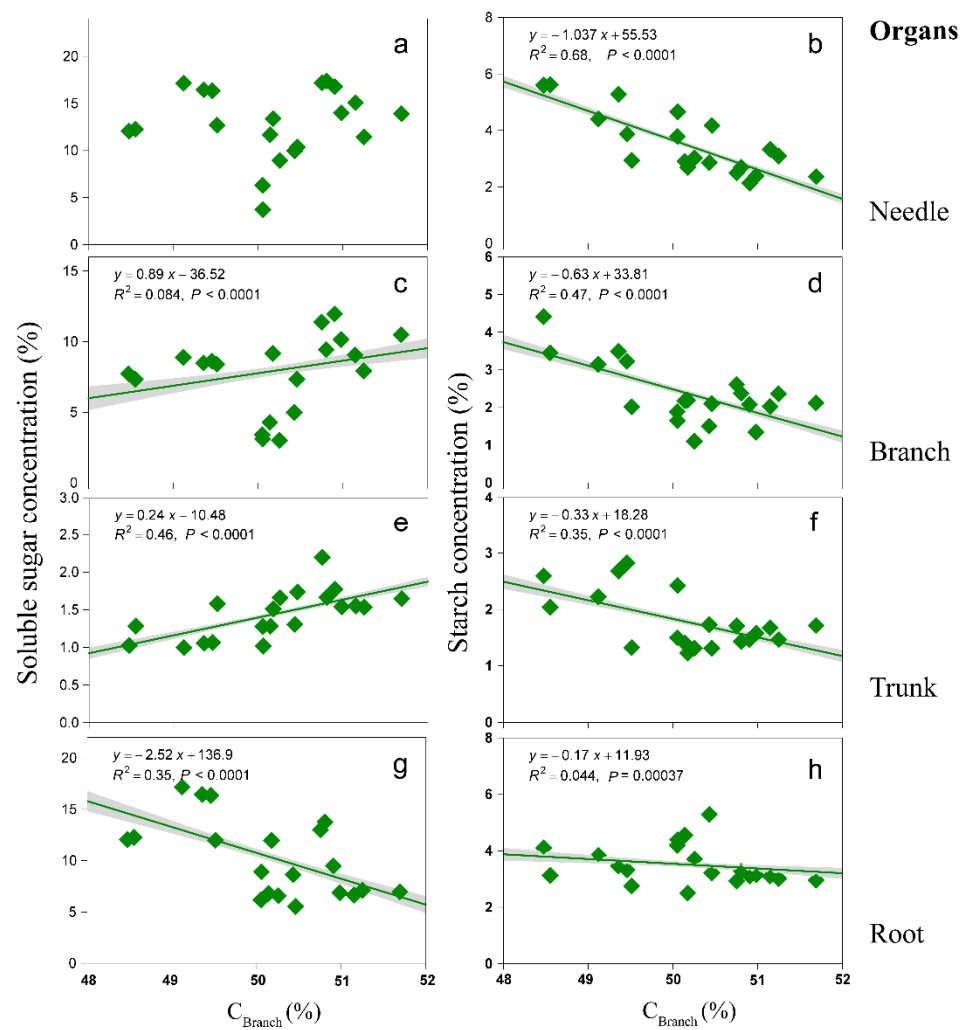 Organs
a
20
15
10
5
0
b
y = −1.037 x + 55.53
R² = 0.68, P < 0.0001
8
6
4
2
0
Needle
c
y = 0.89 x − 36.52
R² = 0.084, P < 0.0001
15
10
5
0
d
y = −0.63 x + 33.81
R² = 0.47, P < 0.0001
6
5
4
3
2
1
0
Branch
Soluble sugar concentration (%)
Starch concentration (%)
e
y = 0.24 x − 10.48
R² = 0.46, P < 0.0001
3.0
2.5
2.0
1.5
1.0
0.5
0.0
f
y = −0.33 x + 18.28
R² = 0.35, P < 0.0001
4
3
2
1
0
Trunk
g
y = −2.52 x + 136.9
R² = 0.35, P < 0.0001
20
15
10
5
0
h
y = −0.17 x + 11.93
R² = 0.044, P = 0.00037
8
6
4
2
0
Root
48 49 50 51 52
48 49 50 51 52
C Branch (%)
C Branch (%)